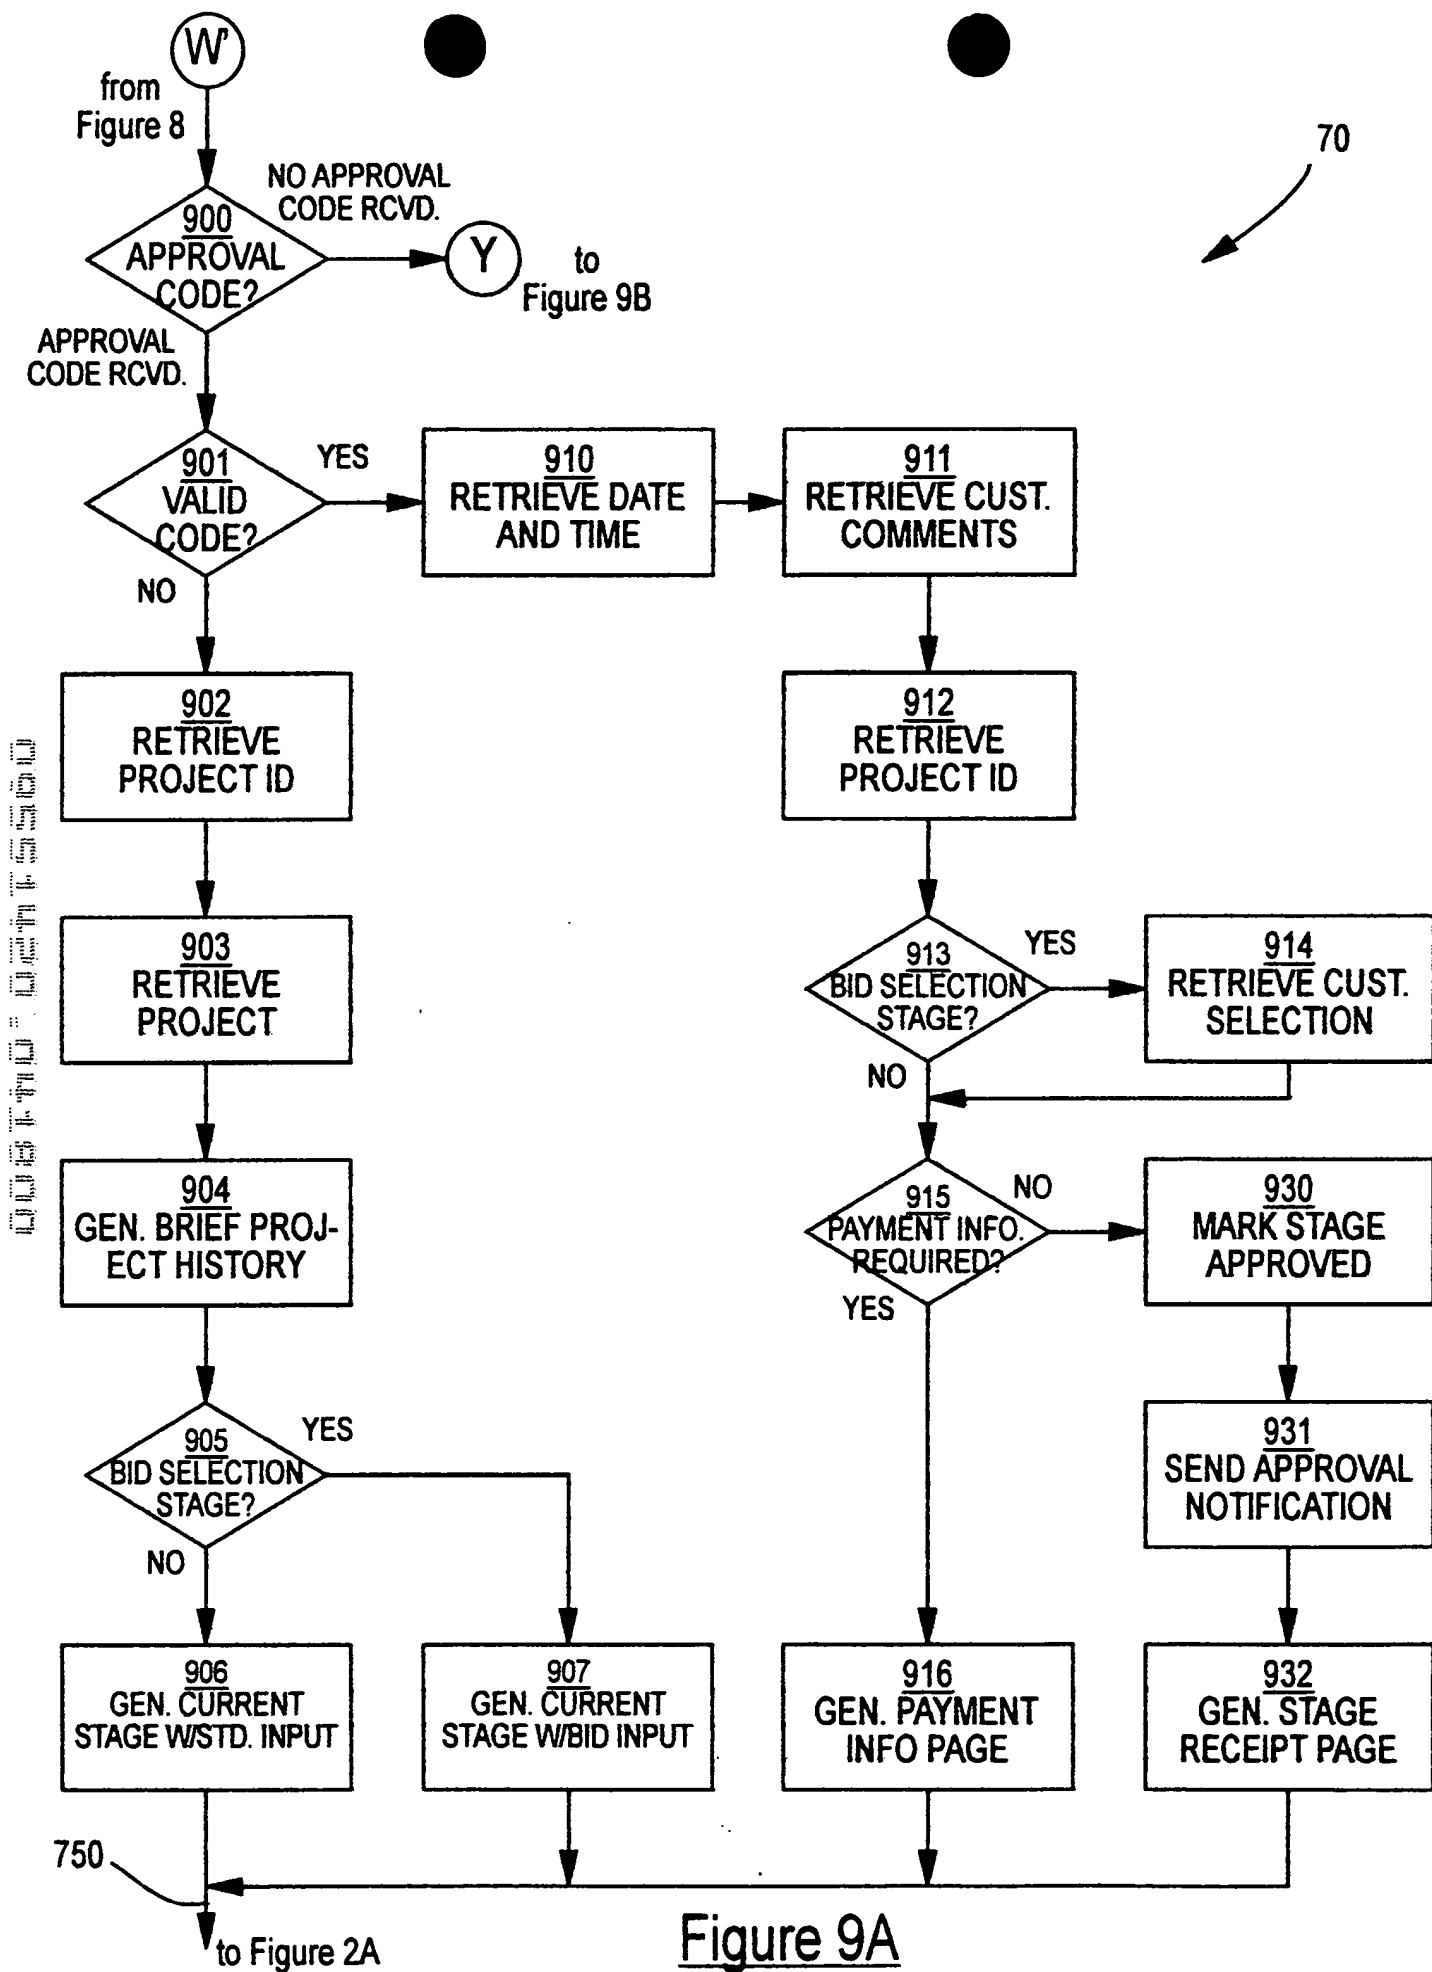 W'
from
Figure 8
70
NO APPROVAL
CODE RCVD.
900
APPROVAL
CODE?
Y
to
Figure 9B
APPROVAL
CODE RCVD.
901
VALID
CODE?
YES
NO
910
RETRIEVE DATE
AND TIME
911
RETRIEVE CUST.
COMMENTS
902
RETRIEVE
PROJECT ID
912
RETRIEVE
PROJECT ID
903
RETRIEVE
PROJECT
913
BID SELECTION
STAGE?
YES
NO
914
RETRIEVE CUST.
SELECTION
904
GEN. BRIEF PROJ-
ECT HISTORY
915
PAYMENT INFO.
REQUIRED?
NO
YES
930
MARK STAGE
APPROVED
905
BID SELECTION
STAGE?
YES
NO
931
SEND APPROVAL
NOTIFICATION
906
GEN. CURRENT
STAGE W/STD. INPUT
907
GEN. CURRENT
STAGE W/BID INPUT
916
GEN. PAYMENT
INFO PAGE
932
GEN. STAGE
RECEIPT PAGE
750
to Figure 2A
Figure 9A